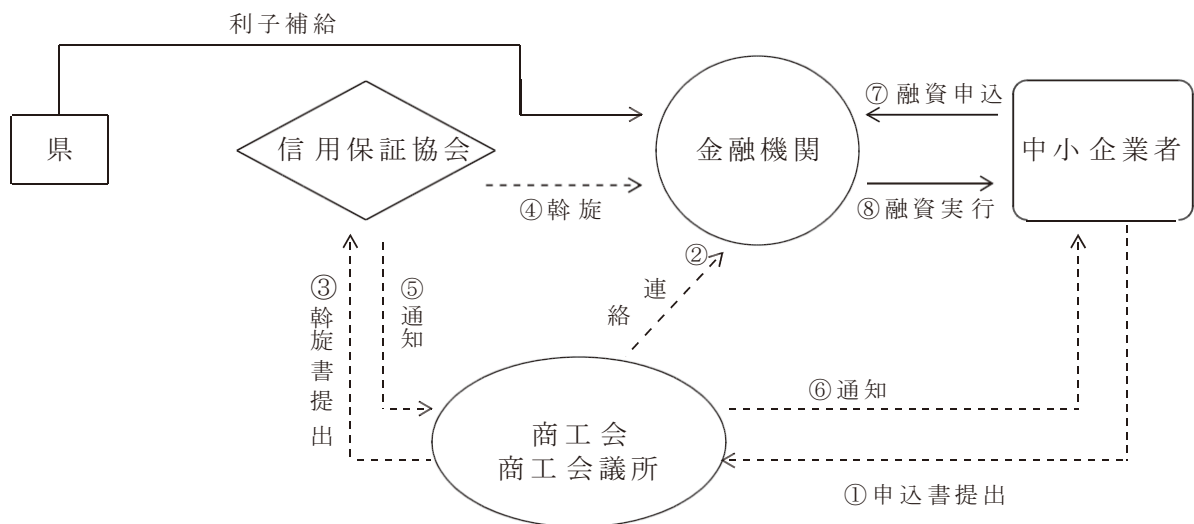 利子補給
県
信用保証協会
金融機関
中小企業者
⑦融資申込
④斡旋
⑧融資実行
②
連
絡
③斡旋書提出
⑤通知
⑥通知
商工会
商工会議所
①申込書提出